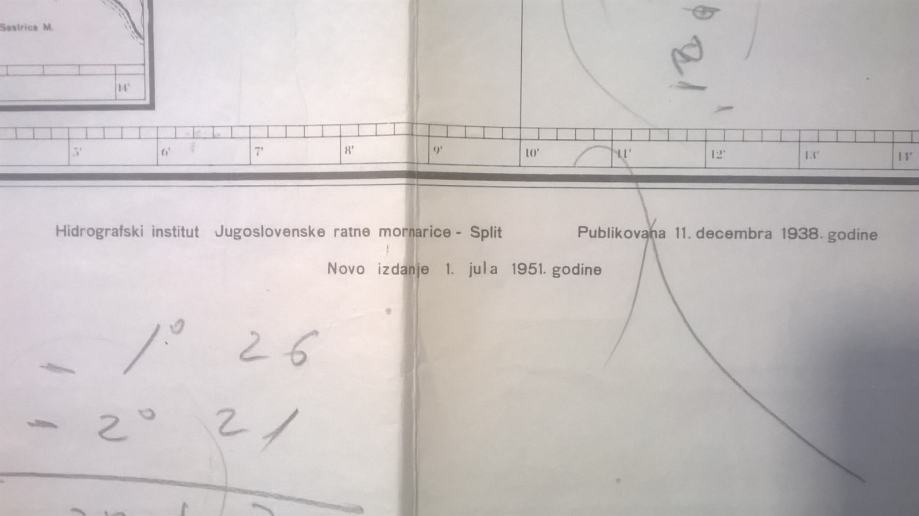 Sestrica M.
14'
5' 6' 7' 8' 9' 10' 11' 12' 13' 14'
Hidrografski institut Jugoslovenske ratne mornarice - Split Publikovana 11. decembra 1938. godine
Novo izdanje 1. jula 1951. godine
- 1° 26
- 2° 21